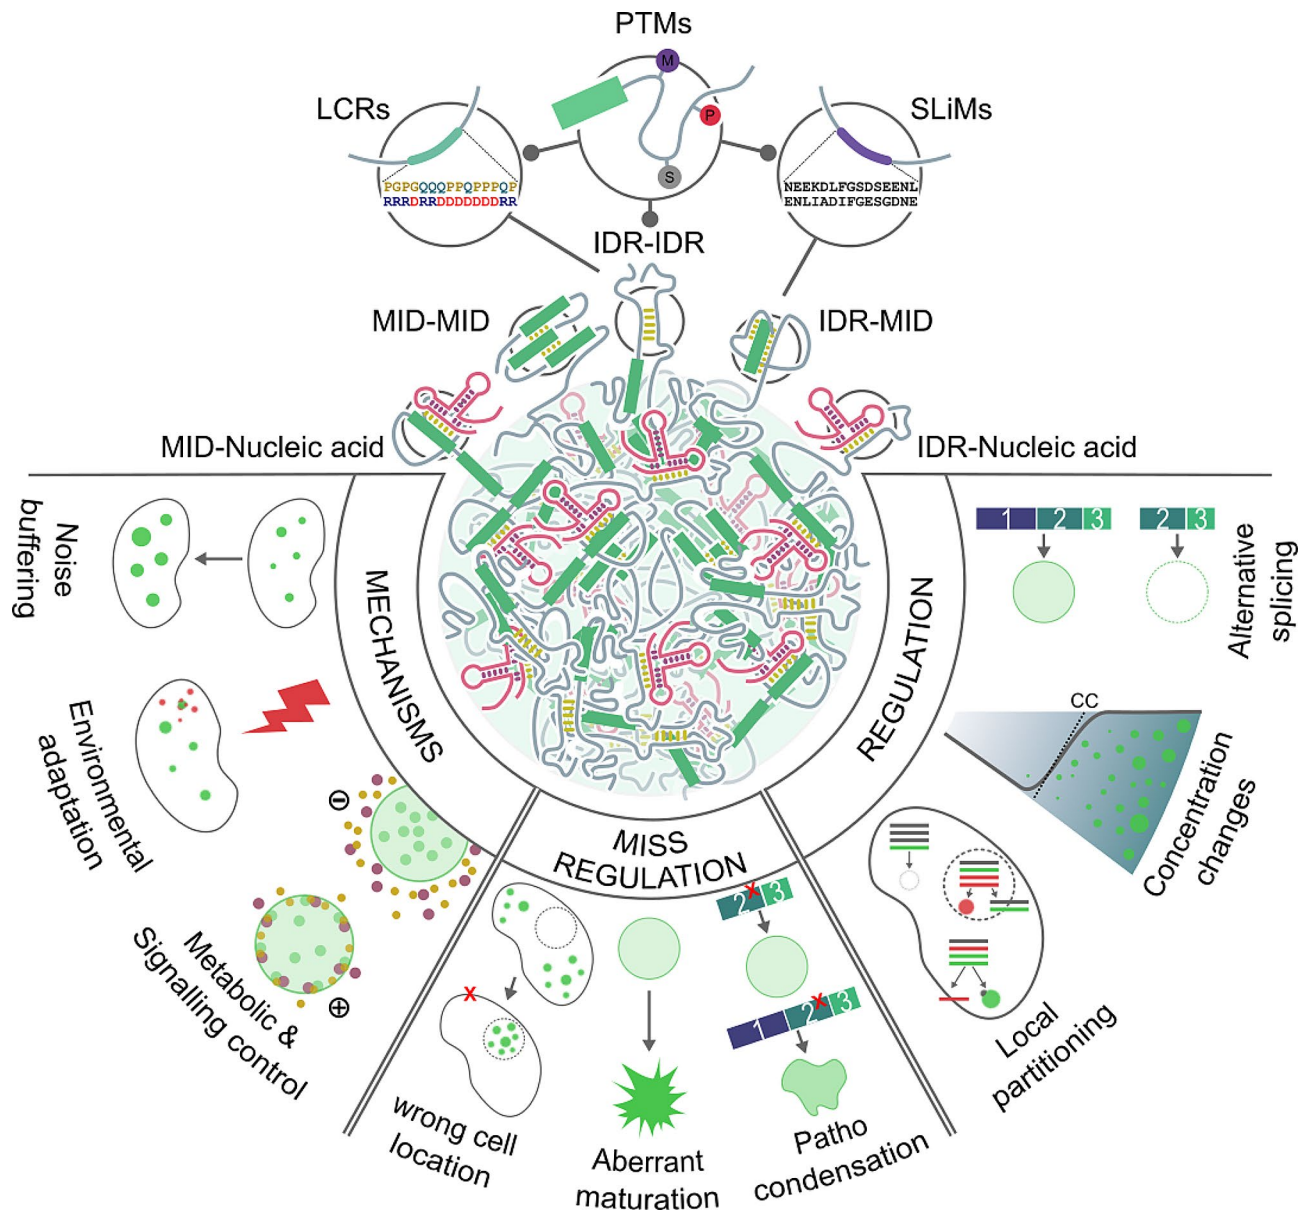 PTMs
M
P
S
LCRs
PGPGQQQPPQPPPQP
RRRDRRDDDDDDDRR
SLiMs
NEEKDLFGSDSEENL
ENLIADIFGESGDNE
IDR-IDR
MID-MID
IDR-MID
MID-Nucleic acid
IDR-Nucleic acid
MECHANISMS
Noise
buffering
Environmental
adaptation
Metabolic &
Signalling control
−
+
REGULATION
1 2 3
2 3
Alternative
splicing
CC
Concentration
changes
Local
partitioning
MISS
REGULATION
X
wrong cell
location
Aberrant
maturation
2 X 3
1 2 X 3
Patho
condensation